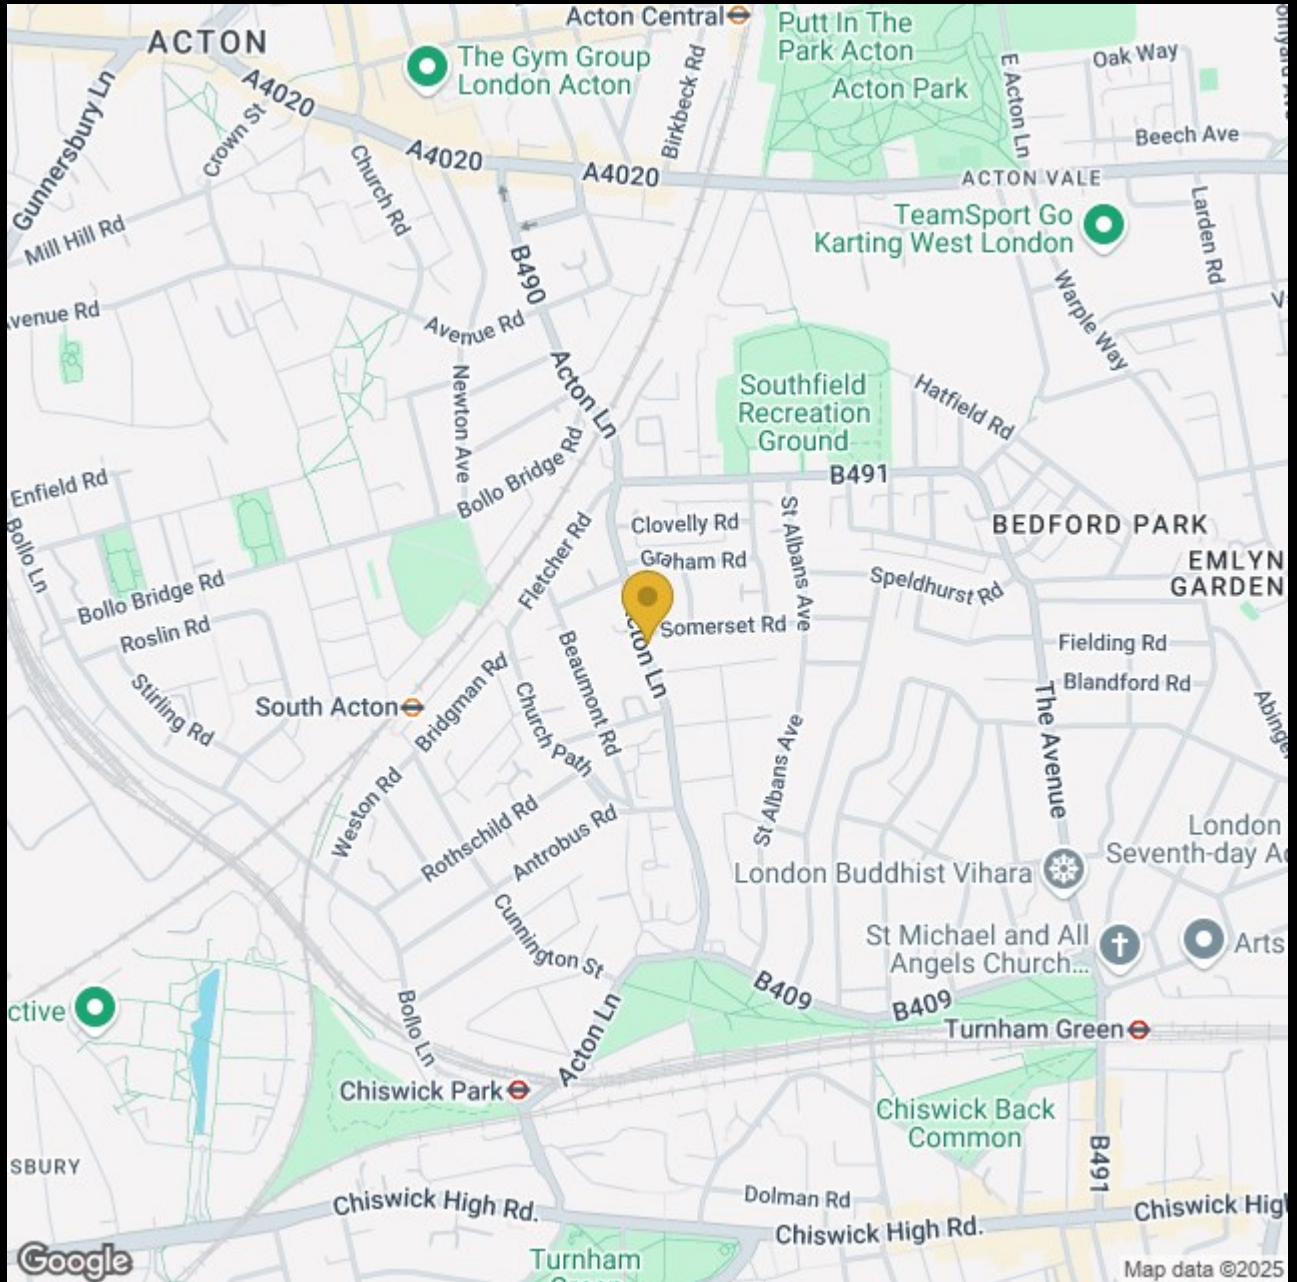 Acton Central
Putt In The
Park Acton
ACTON
The Gym Group
London Acton
Oak Way
Acton Park
E Acton Ln
Birkbeck Rd
A4020
Gunnersbury Ln
Crown St
Beech Ave
Church Rd
A4020
A4020
ACTON VALE
TeamSport Go
Karting West London
Larden Rd
Mill Hill Rd
B490
Warple Way
Avenue Rd
Acton Ln
Newton Ave
Southfield
Recreation
Ground
Hatfield Rd
Enfield Rd
Bollo Bridge Rd
B491
Bollo Ln
Clovelly Rd
St Albans Ave
BEDFORD PARK
Fletcher Rd
Graham Rd
EMLYN
GARDEN
Speldhurst Rd
Bollo Bridge Rd
Roslin Rd
Somerset Rd
Acton Ln
Fielding Rd
Beaumont Rd
Blandford Rd
Stirling Rd
South Acton
Bridgman Rd
Church Path
The Avenue
St Albans Ave
Weston Rd
Rothschild Rd
Antrobus Rd
London
Seventh-day
London Buddhist Vihara
Cunnington St
St Michael and All
Angels Church...
Arts
B409
B409
ctive
Bollo Ln
Acton Ln
Turnham Green
Chiswick Park
Chiswick Back
Common
SBURY
B491
Chiswick High Rd.
Dolman Rd
Chiswick High Rd.
Chiswick High
Turnham
Google
Map data ©2025